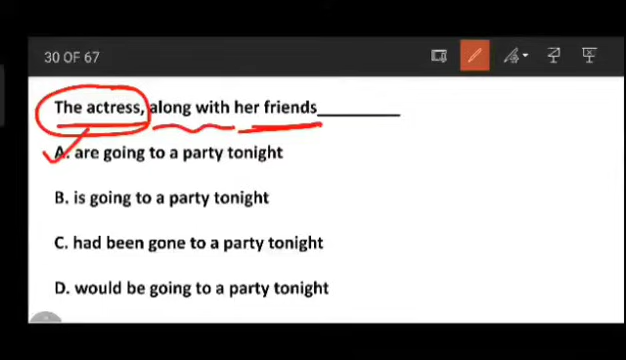 30 OF 67
The actress, along with her friends__________
A. are going to a party tonight
B. is going to a party tonight
C. had been gone to a party tonight
D. would be going to a party tonight